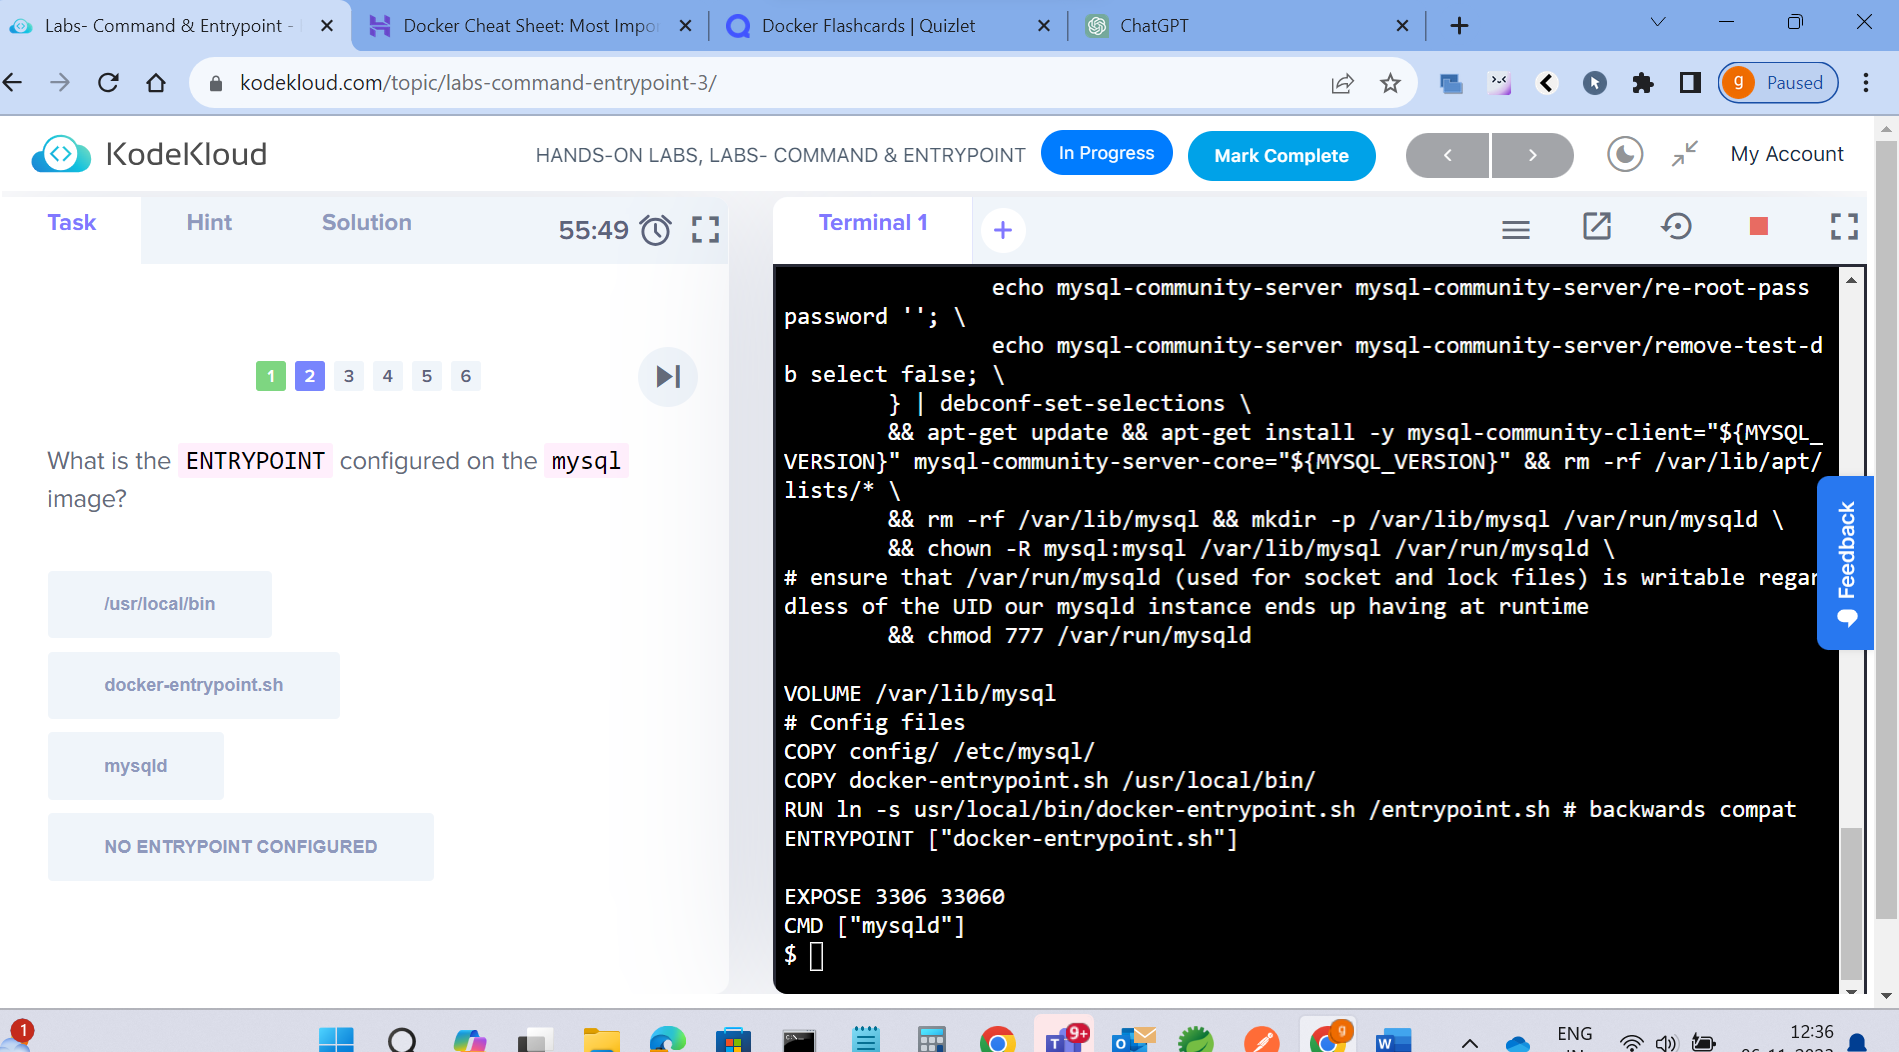 Labs- Command & Entrypoint -
Docker Cheat Sheet: Most Impo
Docker Flashcards | Quizlet
ChatGPT
kodekloud.com/topic/labs-command-entrypoint-3/
g Paused
KodeKloud
HANDS-ON LABS, LABS- COMMAND & ENTRYPOINT
In Progress
Mark Complete
My Account
Task
Hint
Solution
55:49
Terminal 1
1 2 3 4 5 6
What is the ENTRYPOINT configured on the mysql
image?
/usr/local/bin
docker-entrypoint.sh
mysqld
NO ENTRYPOINT CONFIGURED
echo mysql-community-server mysql-community-server/re-root-pass
password ''; \
echo mysql-community-server mysql-community-server/remove-test-d
b select false; \
} | debconf-set-selections \
&& apt-get update && apt-get install -y mysql-community-client="${MYSQL_
VERSION}" mysql-community-server-core="${MYSQL_VERSION}" && rm -rf /var/lib/apt/
lists/* \
&& rm -rf /var/lib/mysql && mkdir -p /var/lib/mysql /var/run/mysqld \
&& chown -R mysql:mysql /var/lib/mysql /var/run/mysqld \
# ensure that /var/run/mysqld (used for socket and lock files) is writable regar
dless of the UID our mysqld instance ends up having at runtime
&& chmod 777 /var/run/mysqld
VOLUME /var/lib/mysql
# Config files
COPY config/ /etc/mysql/
COPY docker-entrypoint.sh /usr/local/bin/
RUN ln -s usr/local/bin/docker-entrypoint.sh /entrypoint.sh # backwards compat
ENTRYPOINT ["docker-entrypoint.sh"]
EXPOSE 3306 33060
CMD ["mysqld"]
$
Feedback
1
9+
g
ENG
12:36